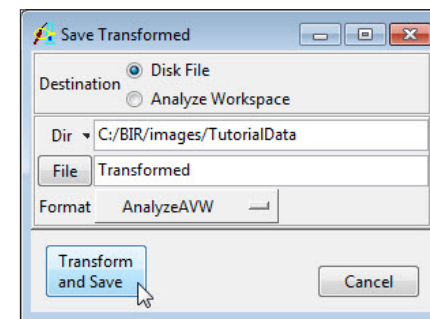 Save Transformed
Destination
Disk File
Analyze Workspace
Dir C:/BIR/images/TutorialData
File Transformed
Format AnalyzeAVW
Transform
and Save
Cancel